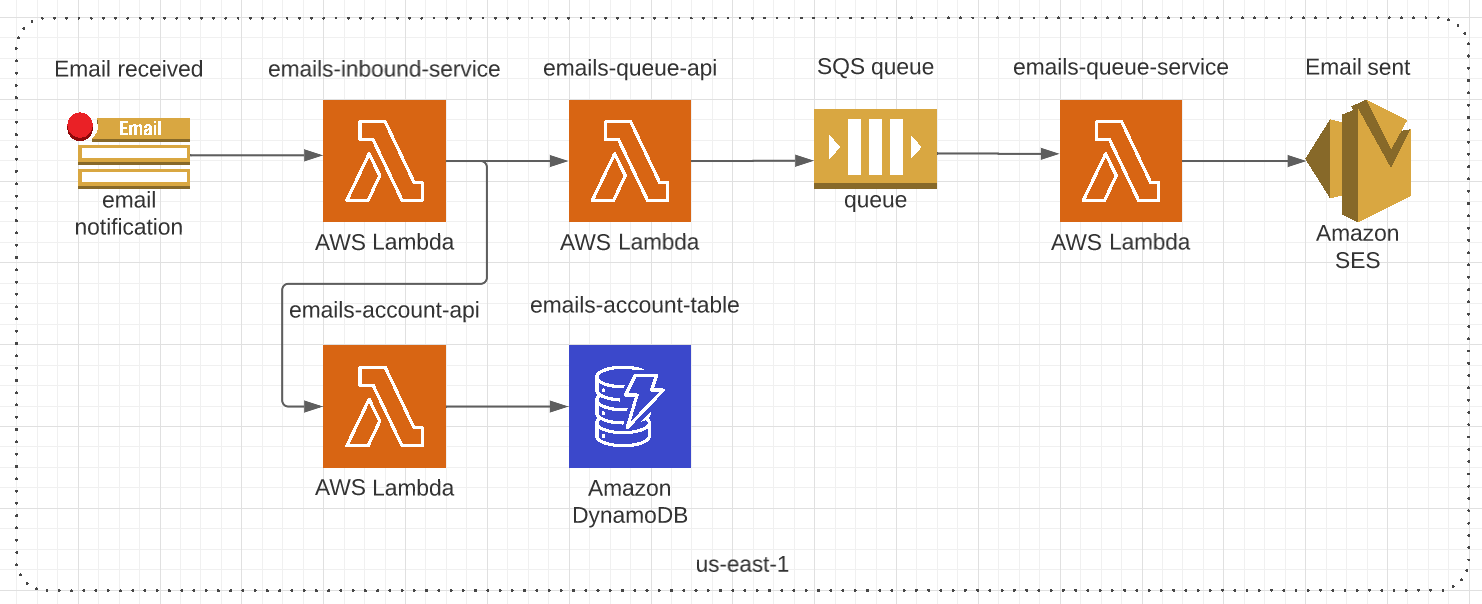 Email received
emails-inbound-service
emails-queue-api
SQS queue
emails-queue-service
Email sent
Email
email
notification
AWS Lambda
AWS Lambda
queue
AWS Lambda
Amazon
SES
emails-account-api
emails-account-table
AWS Lambda
Amazon
DynamoDB
us-east-1